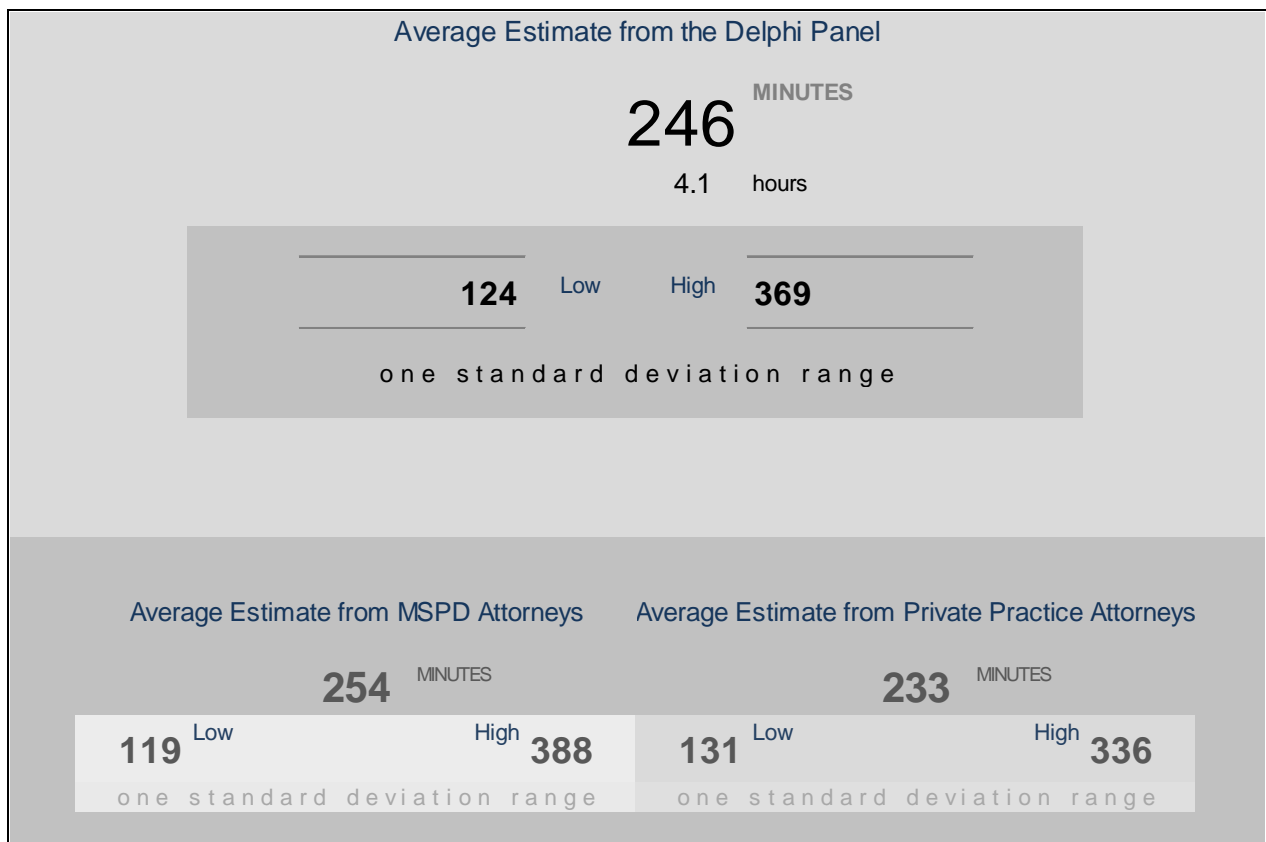 Average Estimate from the Delphi Panel
246 MINUTES
4.1 hours
124 Low High 369
one standard deviation range
Average Estimate from MSPD Attorneys
254 MINUTES
119 Low High 388
one standard deviation range
Average Estimate from Private Practice Attorneys
233 MINUTES
131 Low High 336
one standard deviation range